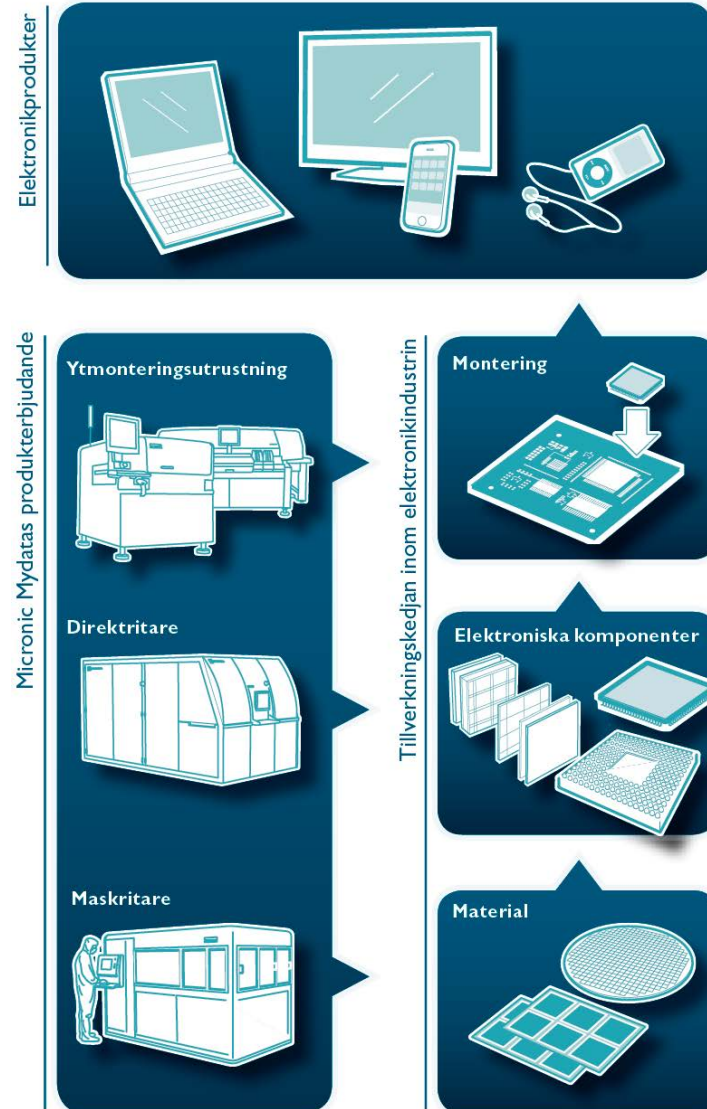 Elektronikprodukter
Micronic Mydatas produkterbjudande
Ytmonteringsutrustning
Direktritare
Maskritare
Tillverkningskedjan inom elektronikindustrin
Montering
Elektroniska komponenter
Material